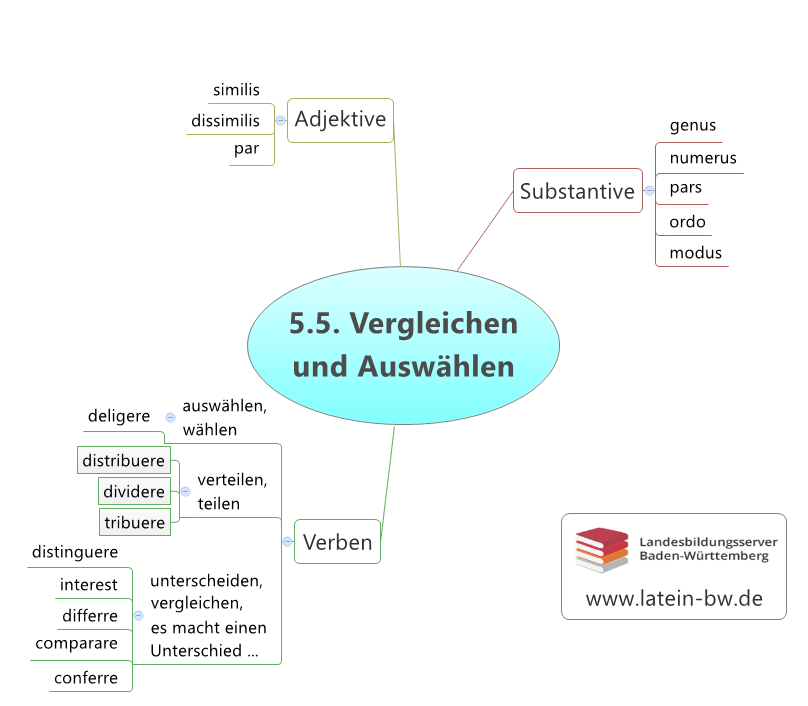 similis
dissimilis
par
Adjektive
genus
numerus
pars
ordo
modus
Substantive
5.5. Vergleichen
und Auswählen
deligere
auswählen,
wählen
distribuere
dividere
tribuere
verteilen,
teilen
Verben
distinguere
interest
differre
comparare
conferre
unterscheiden,
vergleichen,
es macht einen
Unterschied ...
Landesbildungsserver
Baden-Württemberg
www.latein-bw.de